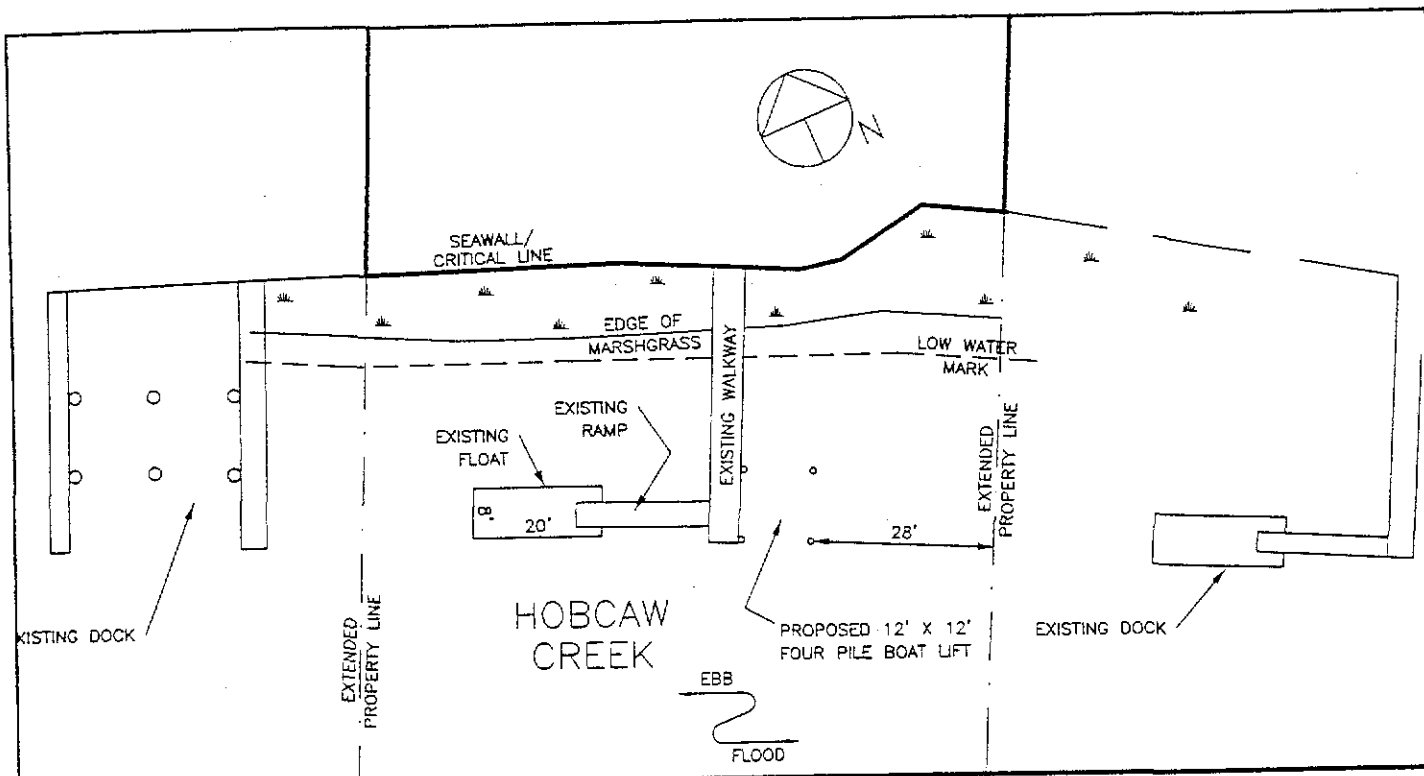 N
SEAWALL/
CRITICAL LINE
EDGE OF
MARSHGRASS
EXISTING WALKWAY
LOW WATER
MARK
EXISTING
RAMP
EXISTING
FLOAT
8'
20'
28'
EXTENDED
PROPERTY LINE
XISTING DOCK
HOBCAW
CREEK
PROPOSED 12' X 12'
FOUR PILE BOAT LIFT
EXISTING DOCK
EXTENDED
PROPERTY LINE
EBB
FLOOD